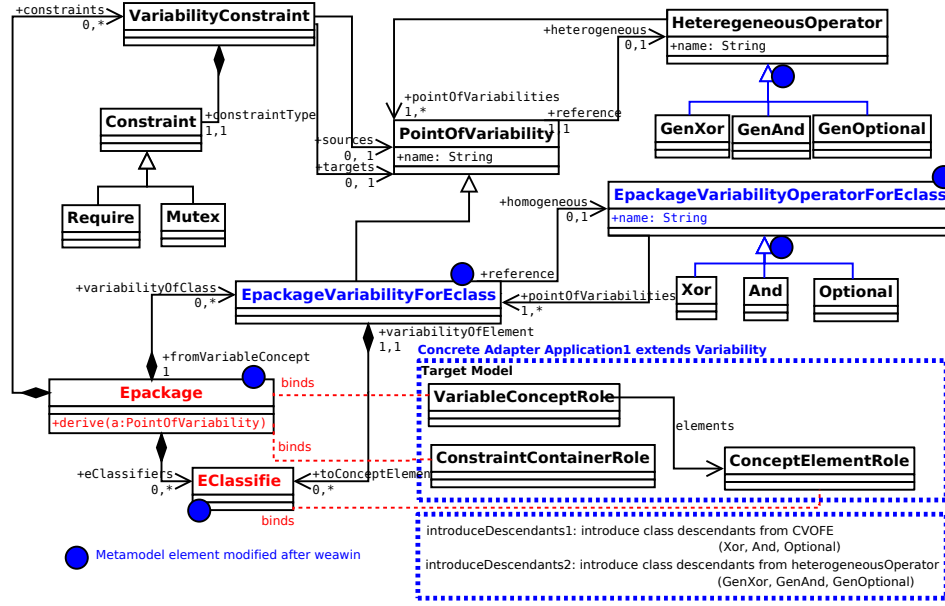 +constraints
0,*
VariabilityConstraint
HeteregeneousOperator
+name: String
+heterogeneous
0,1
+pointOfVariabilities
1,*
+reference
1,1
Constraint
+constraintType
1,1
+sources
0, 1
+targets
0, 1
PointOfVariability
+name: String
GenXor
GenAnd
GenOptional
Require
Mutex
EpackageVariabilityOperatorForEclass
+name: String
+homogeneous
0,1
+reference
+variabilityOfClass
0,*
EpackageVariabilityForEclass
+pointOfVariabilities
1,*
Xor
And
Optional
+variabilityOfElement
1,1
+fromVariableConcept
1
Concrete Adapter Application1 extends Variability
Target Model
Epackage
+derive(a:PointOfVariability)
binds
VariableConceptRole
elements
binds
ConstraintContainerRole
ConceptElementRole
+eClassifiers
0,*
EClassifie
+toConceptElement
0,*
binds
introduceDescendants1: introduce class descendants from CVOFE
(Xor, And, Optional)
introduceDescendants2: introduce class descendants from heterogeneousOperator
(GenXor, GenAnd, GenOptional)
Metamodel element modified after weawin